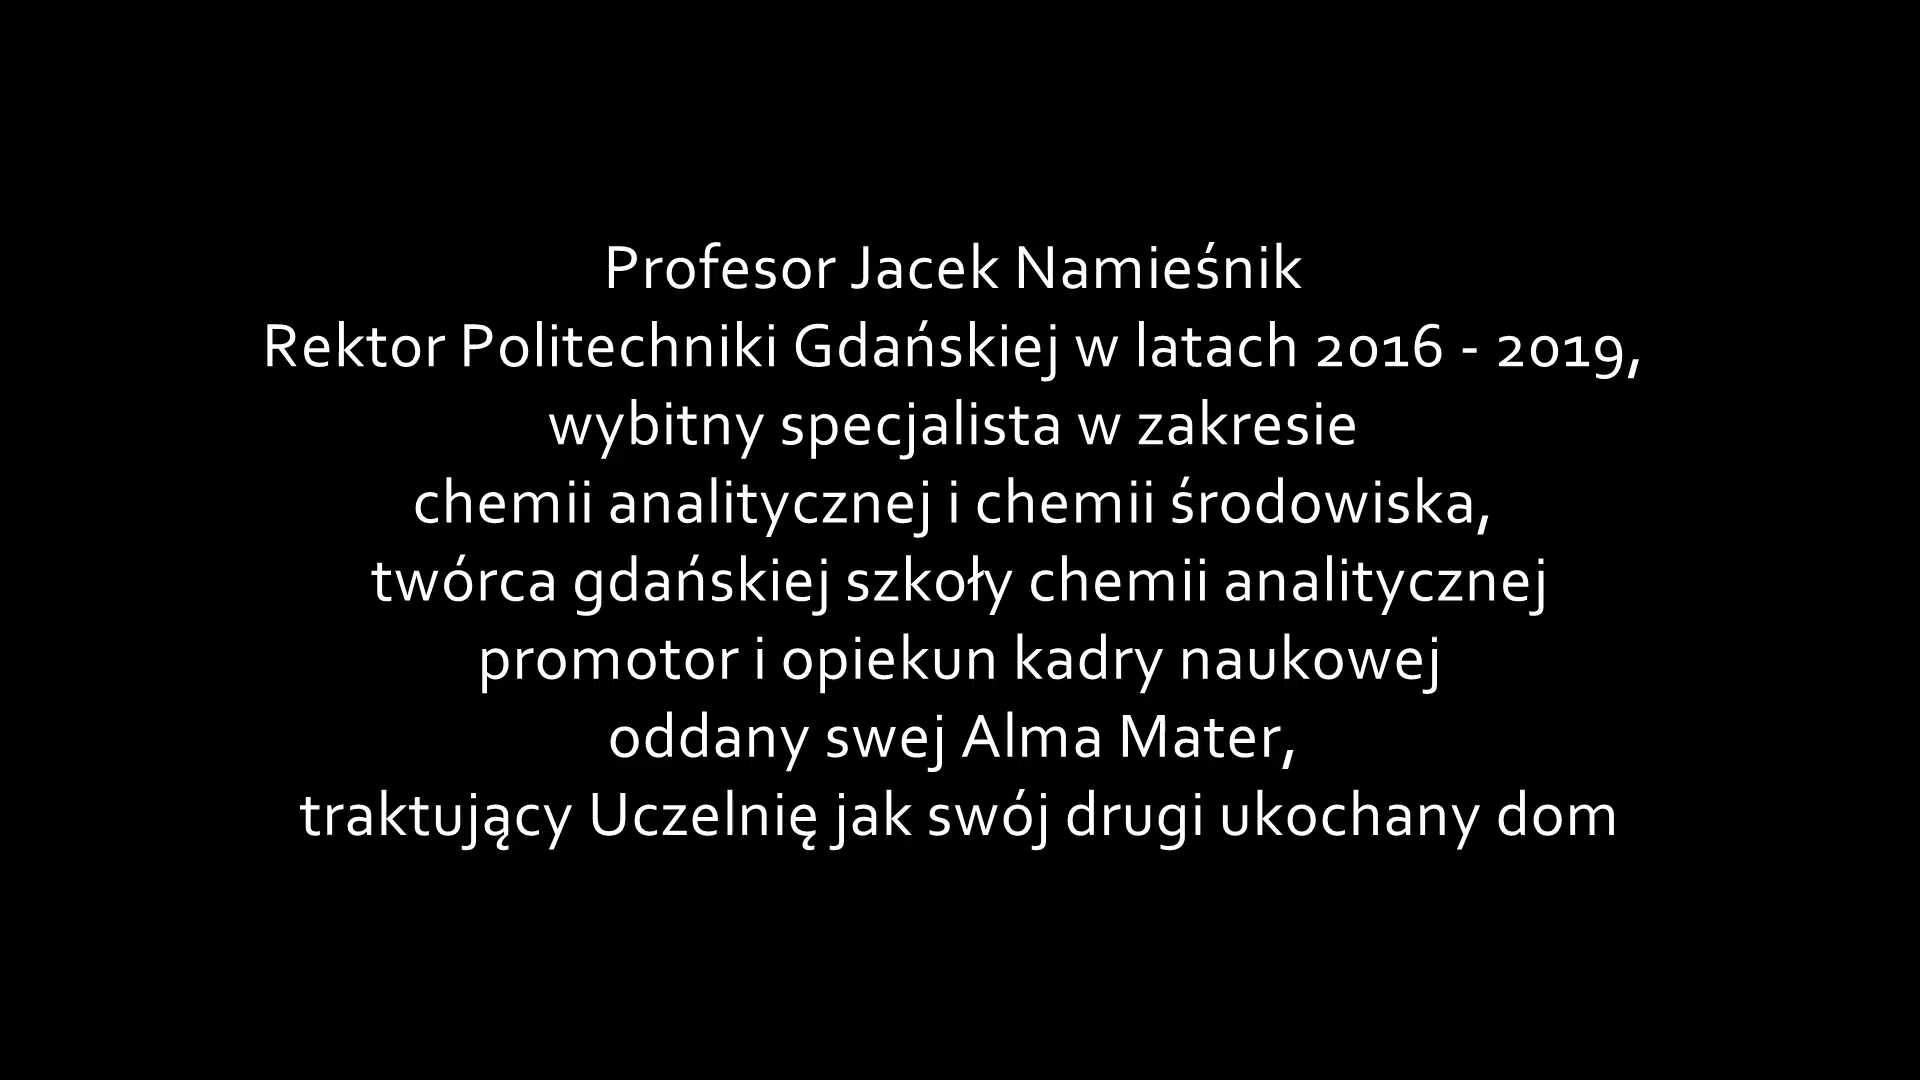 Profesor Jacek Namieśnik
Rektor Politechniki Gdańskiej w latach 2016 - 2019,
wybitny specjalista w zakresie
chemii analitycznej i chemii środowiska,
twórca gdańskiej szkoły chemii analitycznej
promotor i opiekun kadry naukowej
oddany swej Alma Mater,
traktujący Uczelnię jak swój drugi ukochany dom